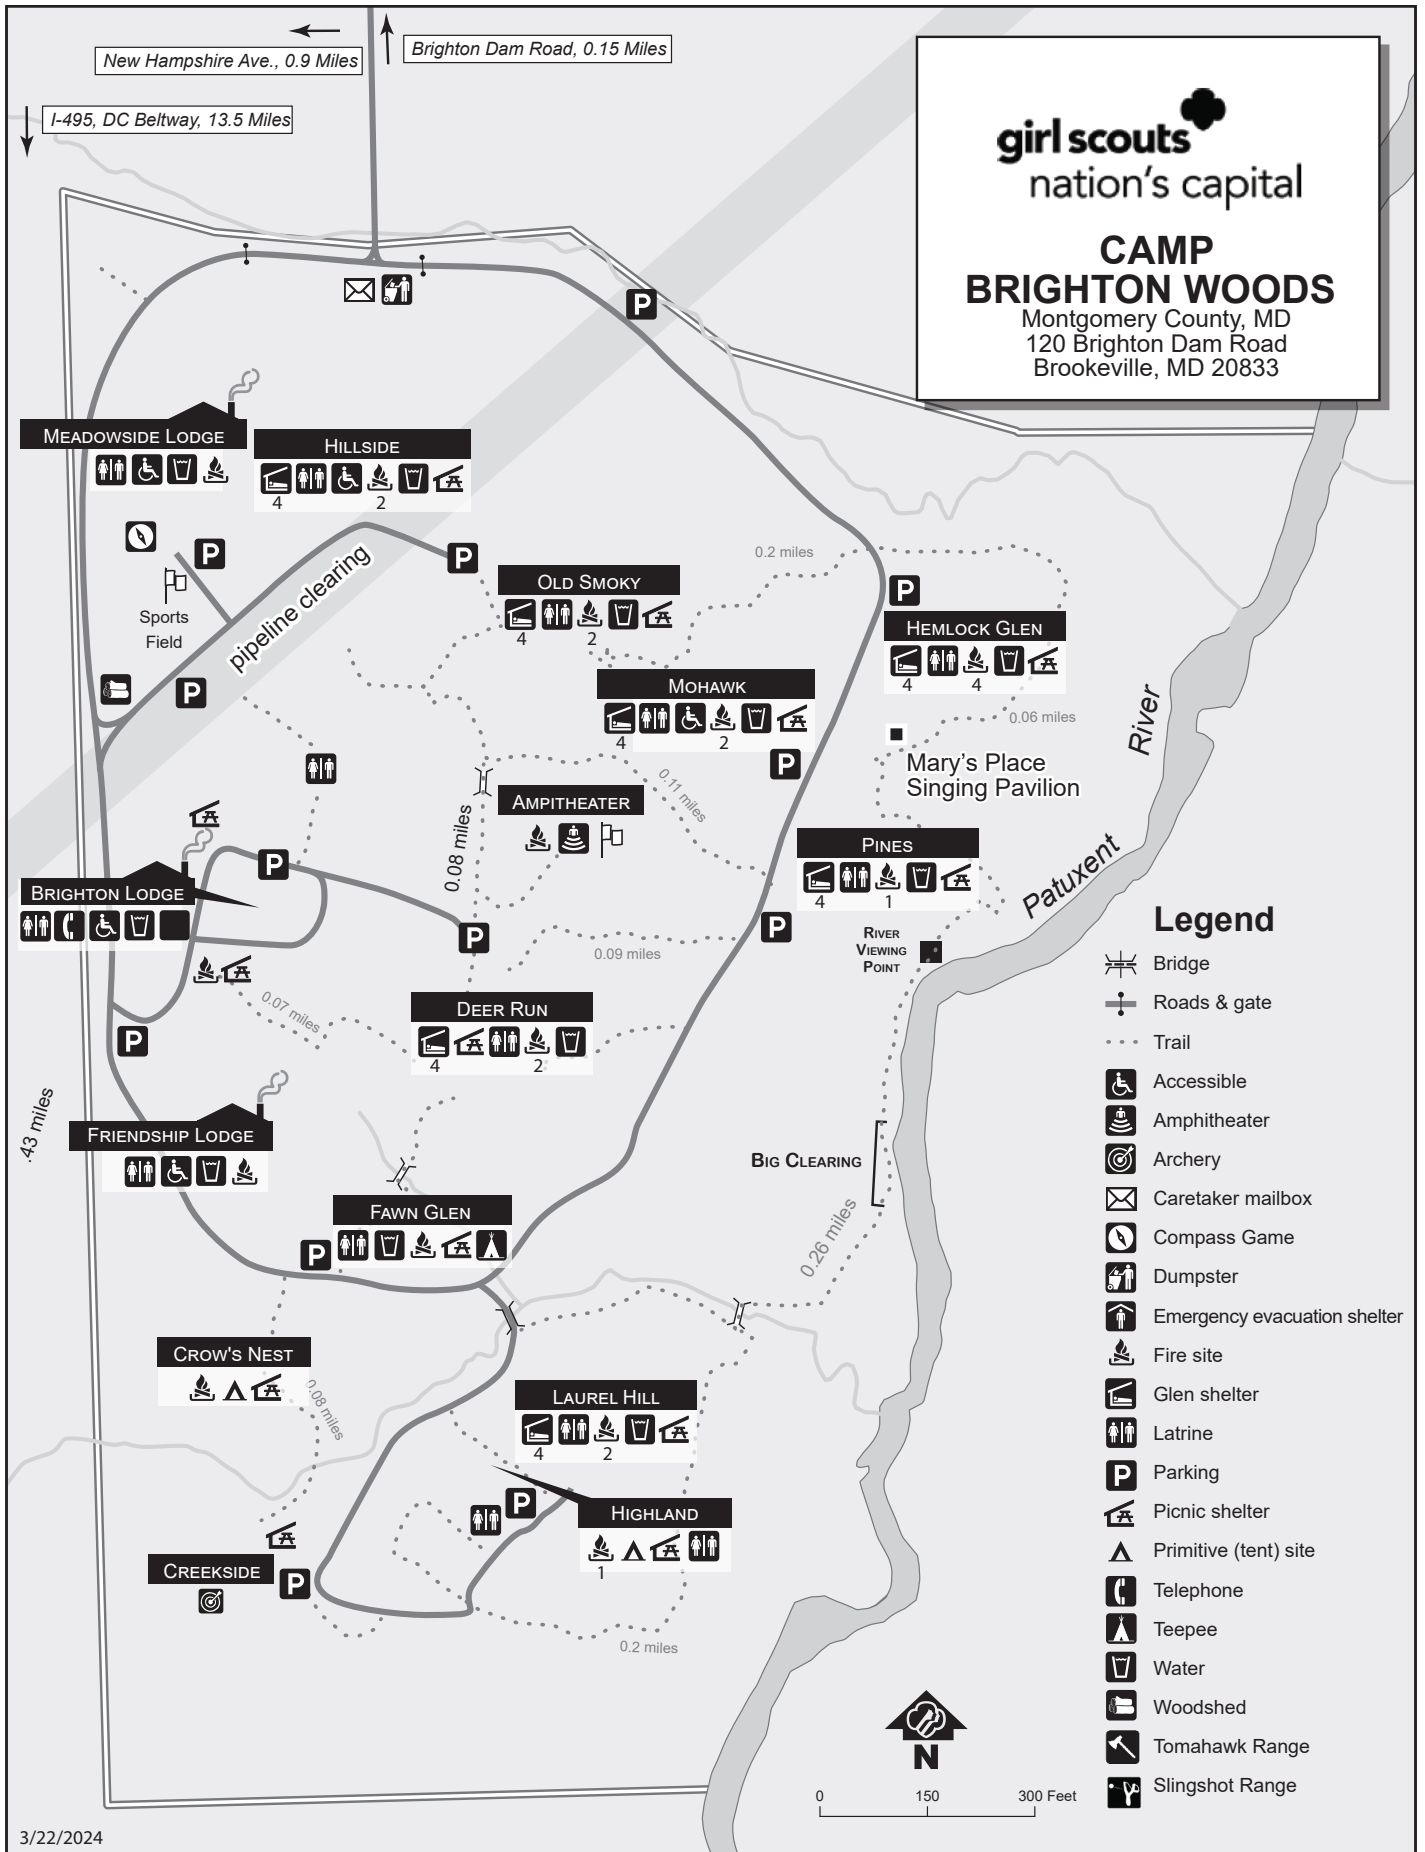 New Hampshire Ave., 0.9 Miles
Brighton Dam Road, 0.15 Miles
I-495, DC Beltway, 13.5 Miles
girl scouts
nation's capital
CAMP
BRIGHTON WOODS
Montgomery County, MD
120 Brighton Dam Road
Brookeville, MD 20833
P
MEADOWSIDE LODGE
HILLSIDE
4
2
P
P
pipeline clearing
Sports
Field
P
OLD SMOKY
4
2
0.2 miles
P
HEMLOCK GLEN
4
4
MOHAWK
4
2
P
0.06 miles
Mary's Place
Singing Pavilion
River
Patuxent
0.11 miles
AMPITHEATER
0.08 miles
PINES
4
1
BRIGHTON LODGE
P
P
P
RIVER
VIEWING
POINT
0.09 miles
0.07 miles
P
DEER RUN
4
2
.43 miles
FRIENDSHIP LODGE
BIG CLEARING
0.26 miles
FAWN GLEN
P
CROW'S NEST
0.08 miles
LAUREL HILL
4
2
P
HIGHLAND
1
CREEKSIDE
P
0.2 miles
Legend
Bridge
Roads & gate
Trail
Accessible
Amphitheater
Archery
Caretaker mailbox
Compass Game
Dumpster
Emergency evacuation shelter
Fire site
Glen shelter
Latrine
P Parking
Picnic shelter
Primitive (tent) site
Telephone
Teepee
Water
Woodshed
Tomahawk Range
Slingshot Range
N
0 150 300 Feet
3/22/2024